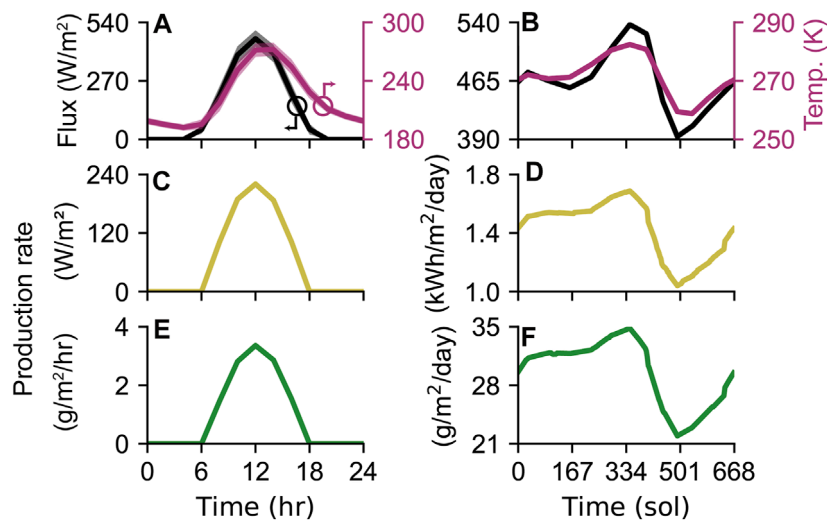 A
B
540
270
0
Flux (W/m²)
300
240
180
540
465
390
290
270
250
Temp. (K)
C
D
240
120
0
Production rate
(W/m²)
1.8
1.4
1.0
(kWh/m²/day)
E
F
4
2
0
(g/m²/hr)
35
28
21
(g/m²/day)
0 6 12 18 24
0 167 334 501 668
Time (hr)
Time (sol)